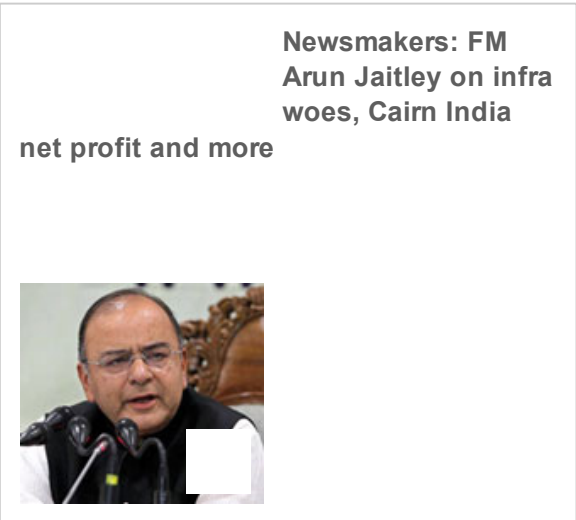 Newsmakers: FM
Arun Jaitley on infra
woes, Cairn India
net profit and more